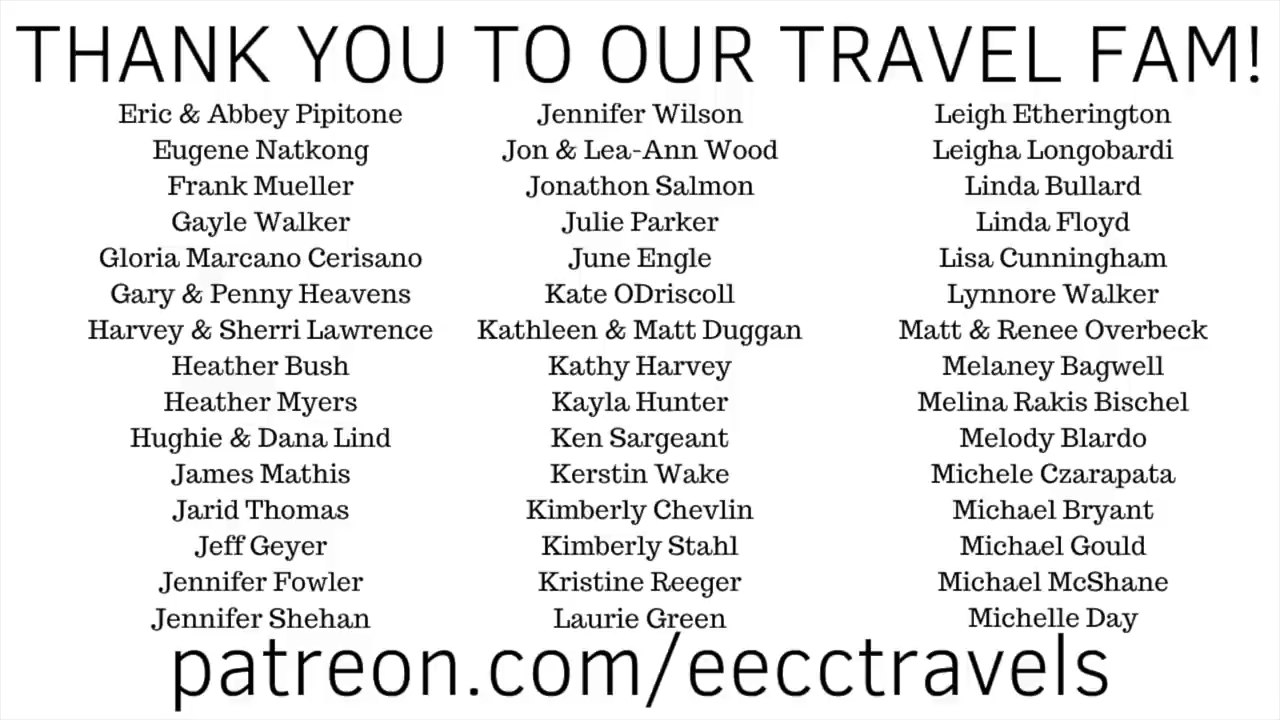 THANK YOU TO OUR TRAVEL FAM!
Eric & Abbey Pipitone
Eugene Natkong
Frank Mueller
Gayle Walker
Gloria Marcano Cerisano
Gary & Penny Heavens
Harvey & Sherri Lawrence
Heather Bush
Heather Myers
Hughie & Dana Lind
James Mathis
Jarid Thomas
Jeff Geyer
Jennifer Fowler
Jennifer Shehan
Jennifer Wilson
Jon & Lea-Ann Wood
Jonathon Salmon
Julie Parker
June Engle
Kate ODriscoll
Kathleen & Matt Duggan
Kathy Harvey
Kayla Hunter
Ken Sargeant
Kerstin Wake
Kimberly Chevlin
Kimberly Stahl
Kristine Reeger
Laurie Green
Leigh Etherington
Leigha Longobardi
Linda Bullard
Linda Floyd
Lisa Cunningham
Lynnore Walker
Matt & Renee Overbeck
Melaney Bagwell
Melina Rakis Bischel
Melody Blardo
Michele Czarapata
Michael Bryant
Michael Gould
Michael McShane
Michelle Day
patreon.com/eecctravels